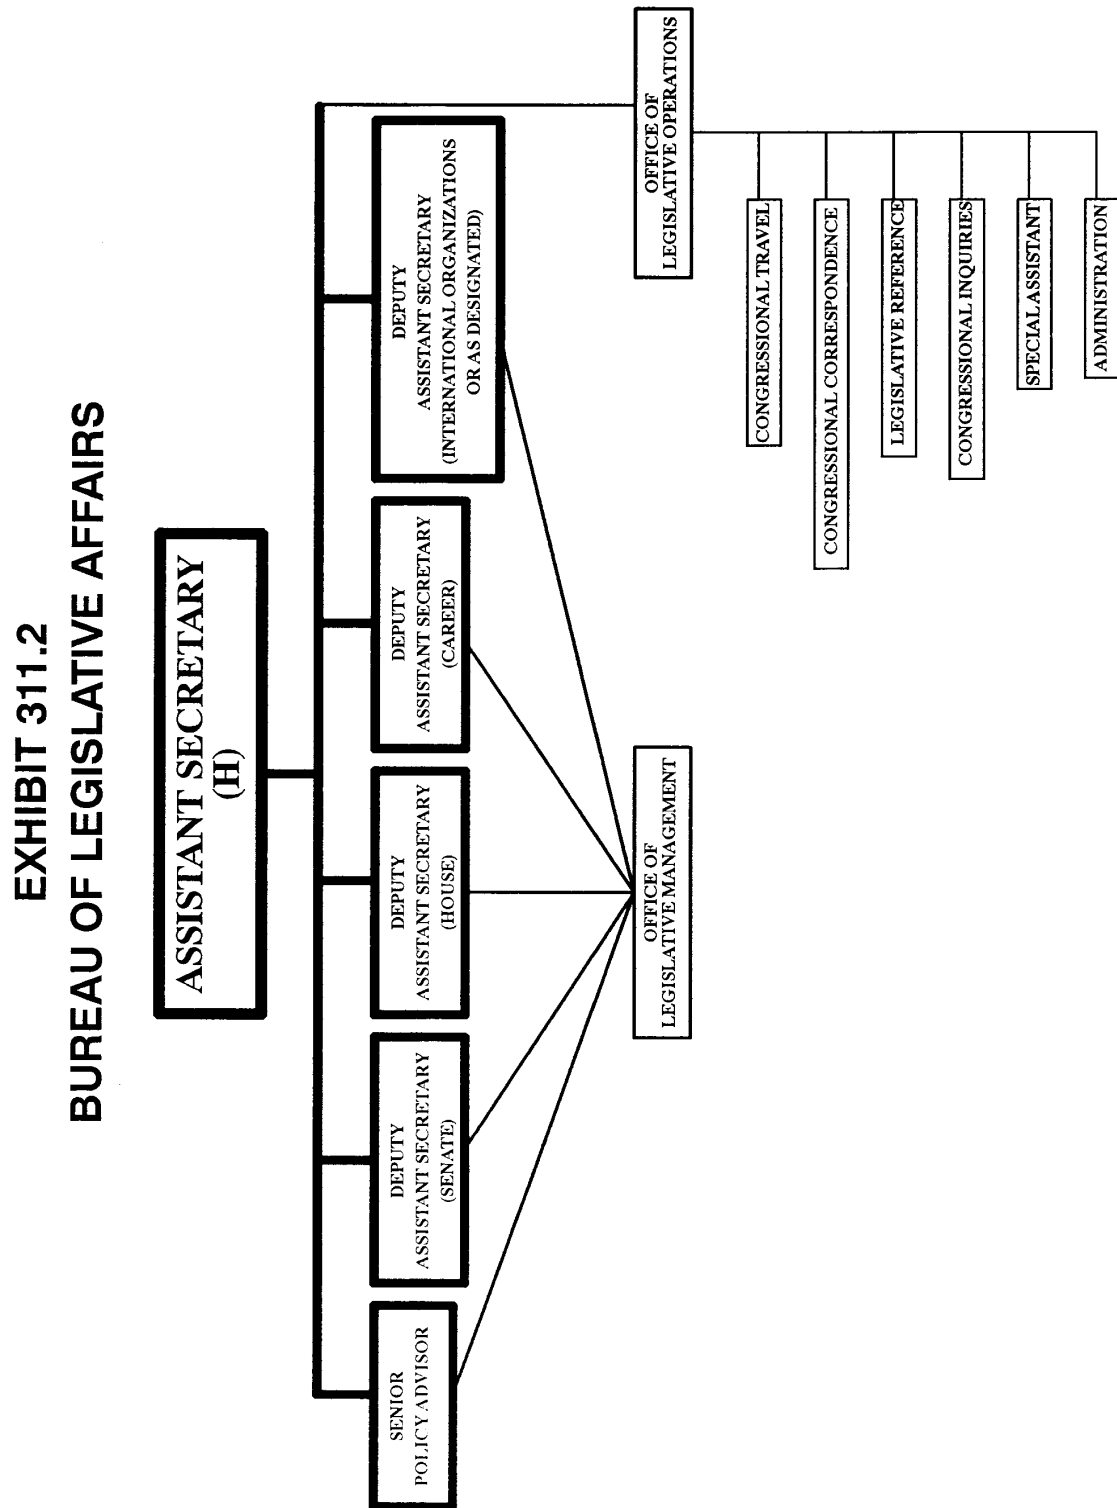 EXHIBIT 311.2
BUREAU OF LEGISLATIVE AFFAIRS
ASSISTANT SECRETARY
(H)
SENIOR
POLICY ADVISOR
DEPUTY
ASSISTANT SECRETARY
(SENATE)
DEPUTY
ASSISTANT SECRETARY
(HOUSE)
DEPUTY
ASSISTANT SECRETARY
(CAREER)
DEPUTY
ASSISTANT SECRETARY
(INTERNATIONAL ORGANIZATIONS
OR AS DESIGNATED)
OFFICE OF
LEGISLATIVE MANAGEMENT
OFFICE OF
LEGISLATIVE OPERATIONS
CONGRESSIONAL TRAVEL
CONGRESSIONAL CORRESPONDENCE
LEGISLATIVE REFERENCE
CONGRESSIONAL INQUIRIES
SPECIAL ASSISTANT
ADMINISTRATION